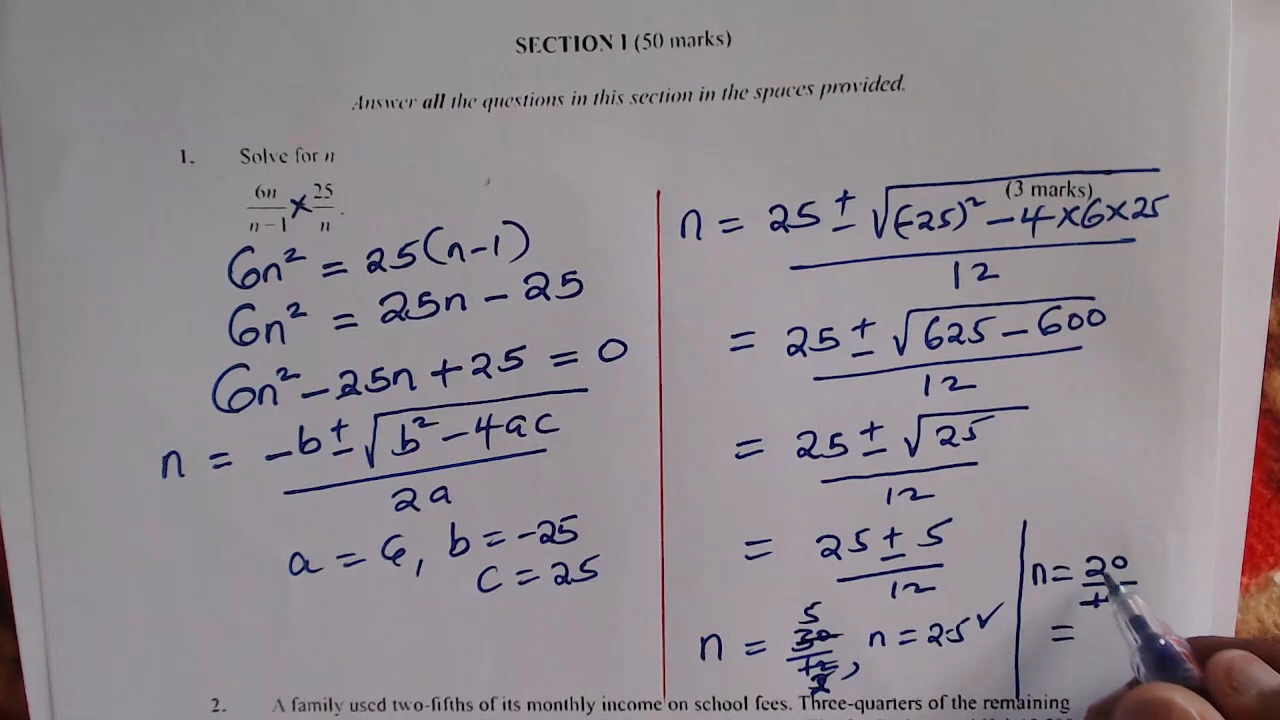 SECTION I (50 marks)
Answer all the questions in this section in the spaces provided.
1. Solve for n
6n/(n−1) × 25/n.
(3 marks)
6n² = 25(n−1)
6n² = 25n − 25
6n² − 25n + 25 = 0
n = (−b ± √(b² − 4ac))/2a
a = 6, b = −25
c = 25
n = (25 ± √((−25)² − 4×6×25))/12
= (25 ± √(625 − 600))/12
= (25 ± √25)/12
= (25 ± 5)/12
5
n = 30/12, n = 2.5 ✓
2
n = 20/
=
2. A family used two-fifths of its monthly income on school fees. Three-quarters of the remaining